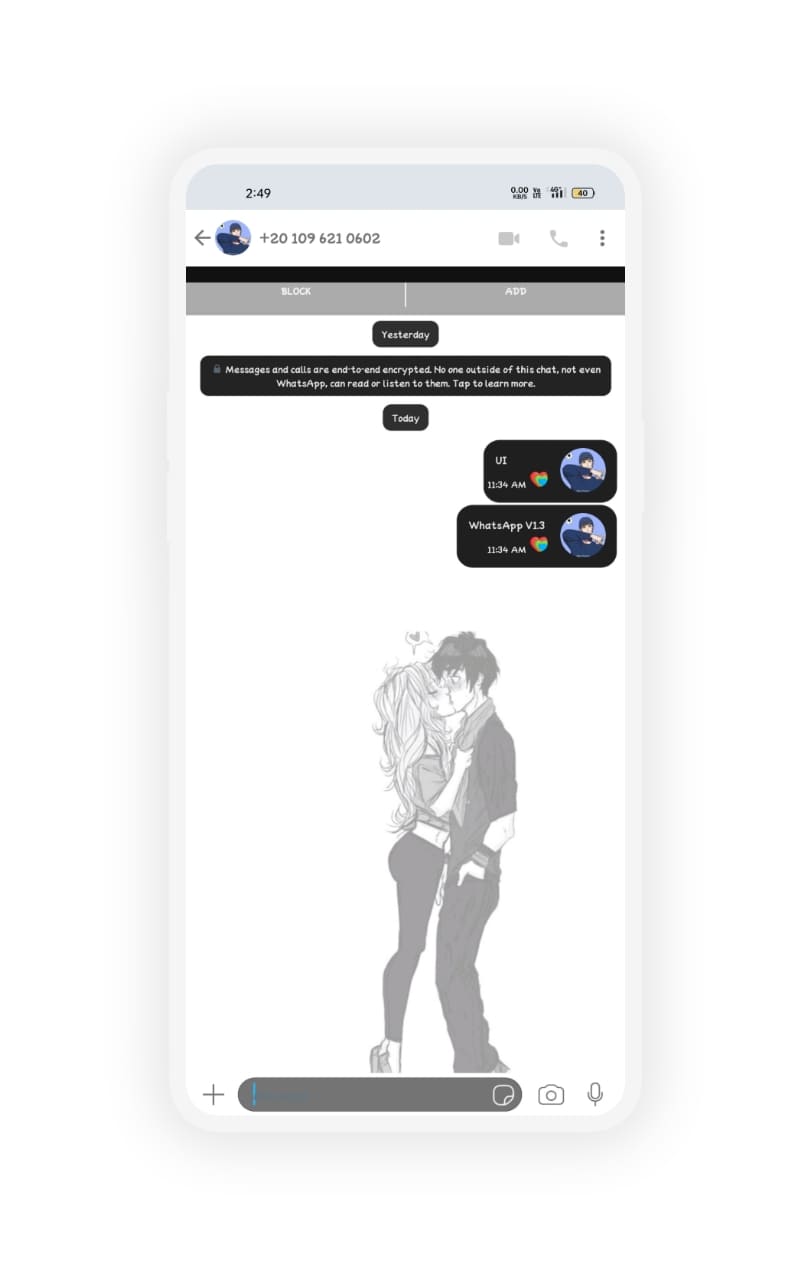 2:49
0.00 KB/S Vo LTE 4G+ 40
+20 109 621 0602
BLOCK ADD
Yesterday
Messages and calls are end-to-end encrypted. No one outside of this chat, not even
WhatsApp, can read or listen to them. Tap to learn more.
Today
UI
11:34 AM
WhatsApp V1.3
11:34 AM